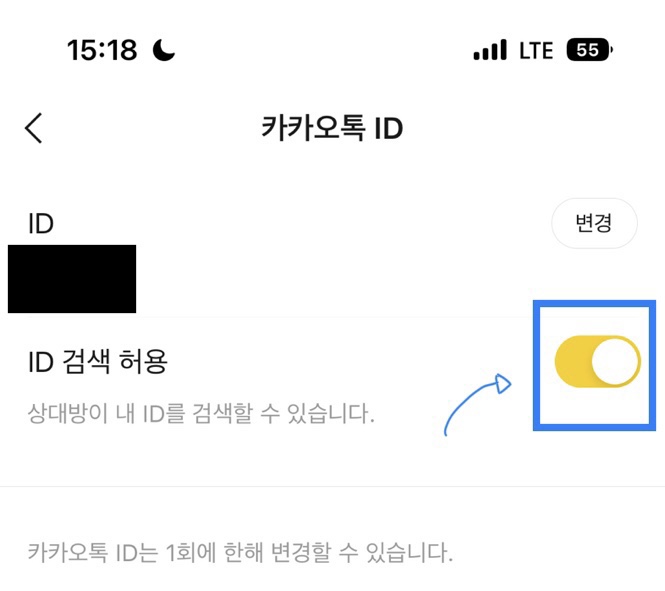 15:18 LTE 55
카카오톡 ID
ID 변경
ID 검색 허용
상대방이 내 ID를 검색할 수 있습니다.
카카오톡 ID는 1회에 한해 변경할 수 있습니다.